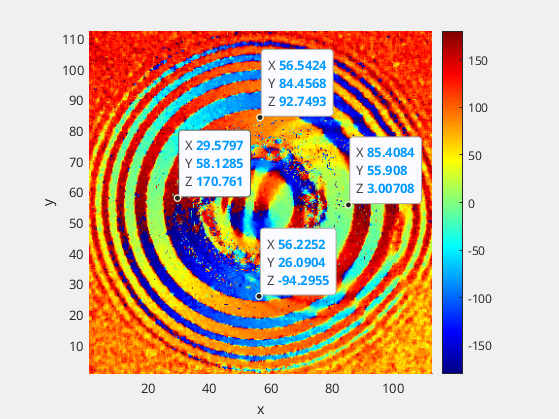 110
100
90
80
70
60
50
40
30
20
10
y
20
40
60
80
100
x
X 56.5424
Y 84.4568
Z 92.7493
X 29.5797
Y 58.1285
Z 170.761
X 85.4084
Y 55.908
Z 3.00708
X 56.2252
Y 26.0904
Z -94.2955
150
100
50
0
-50
-100
-150